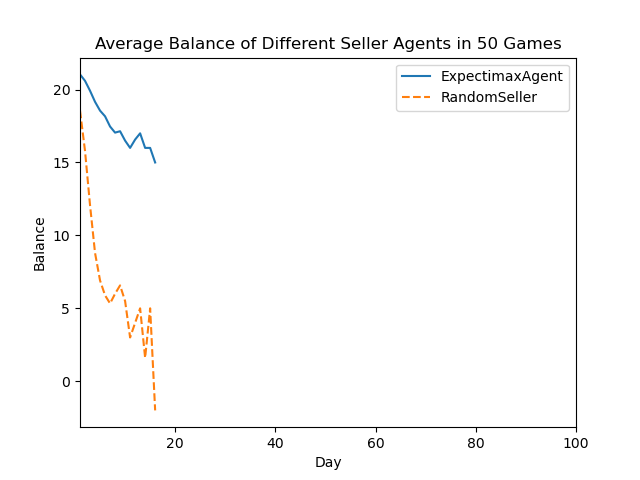 Average Balance of Different Seller Agents in 50 Games
ExpectimaxAgent
RandomSeller
20
15
10
5
0
Balance
20
40
60
80
100
Day